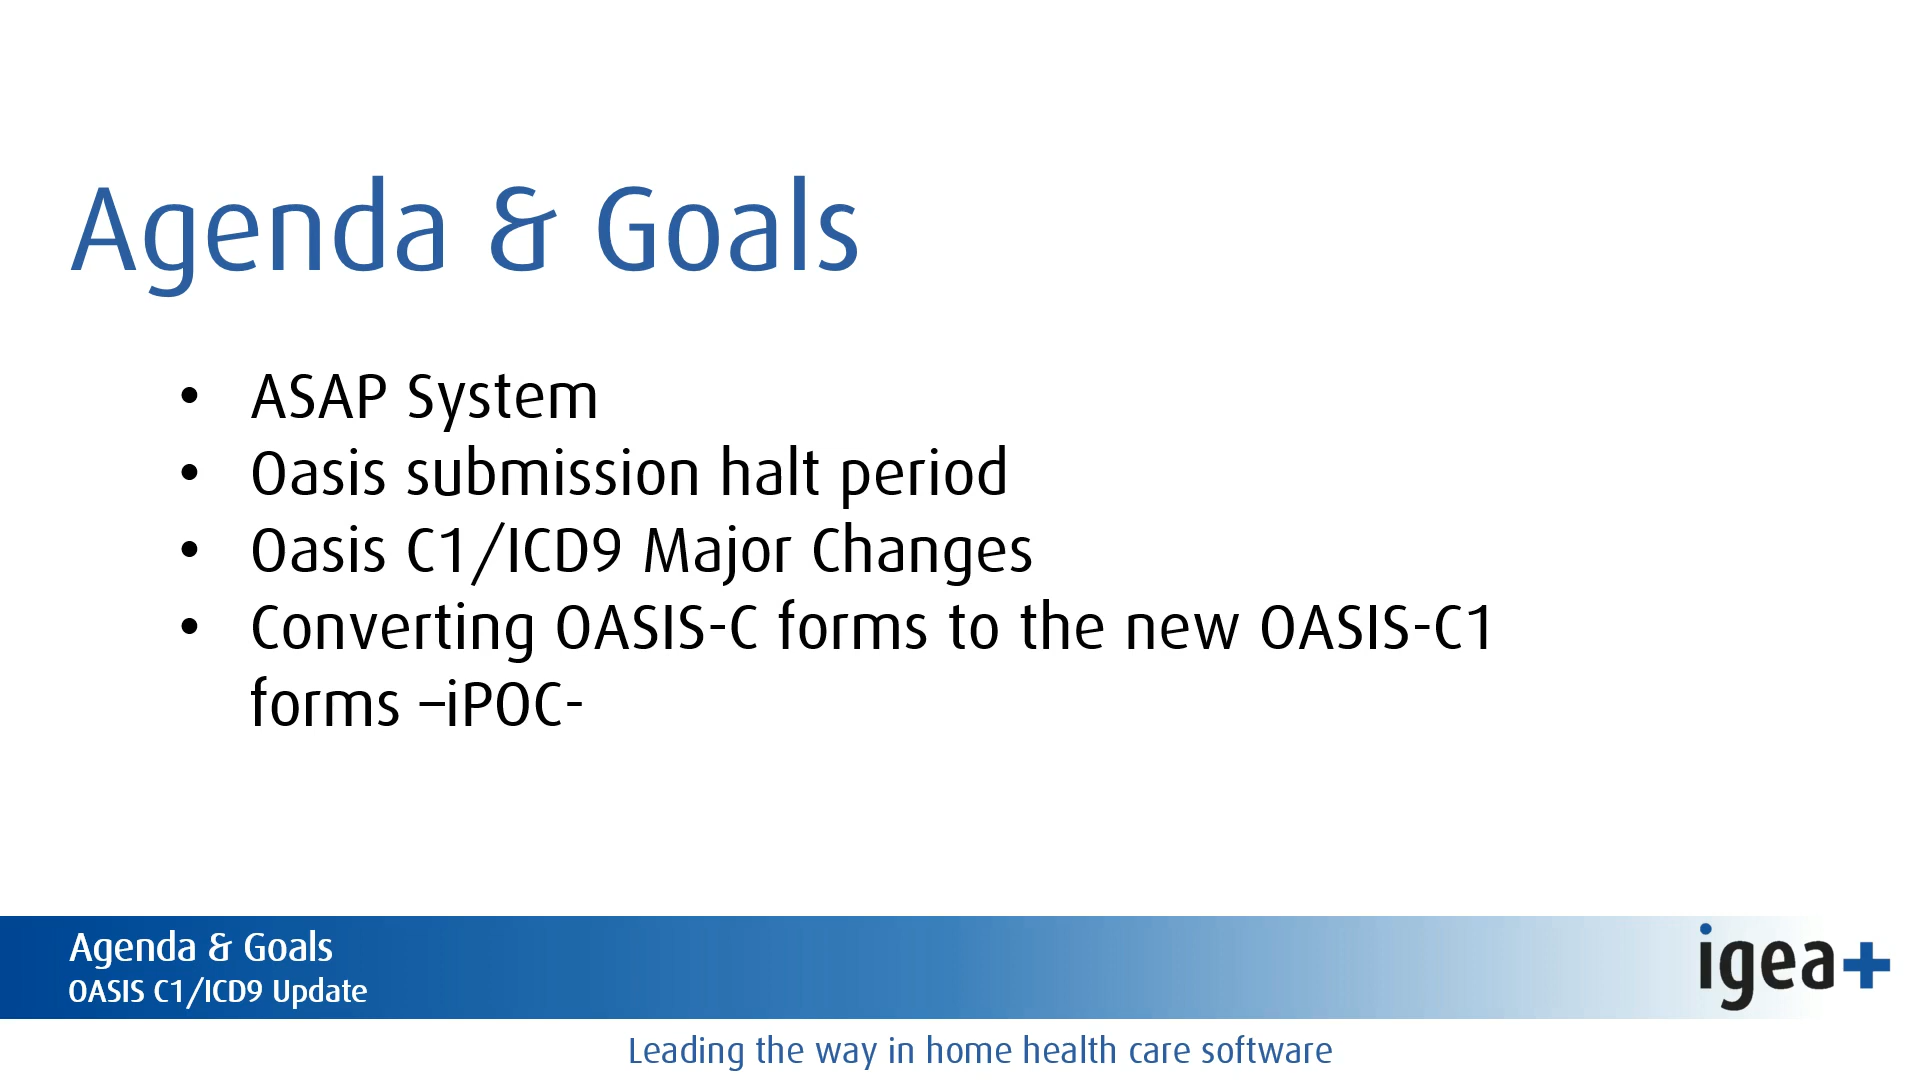 Agenda & Goals
• ASAP System
• Oasis submission halt period
• Oasis C1/ICD9 Major Changes
• Converting OASIS-C forms to the new OASIS-C1
forms –iPOC-
Agenda & Goals
OASIS C1/ICD9 Update
igea+
Leading the way in home health care software